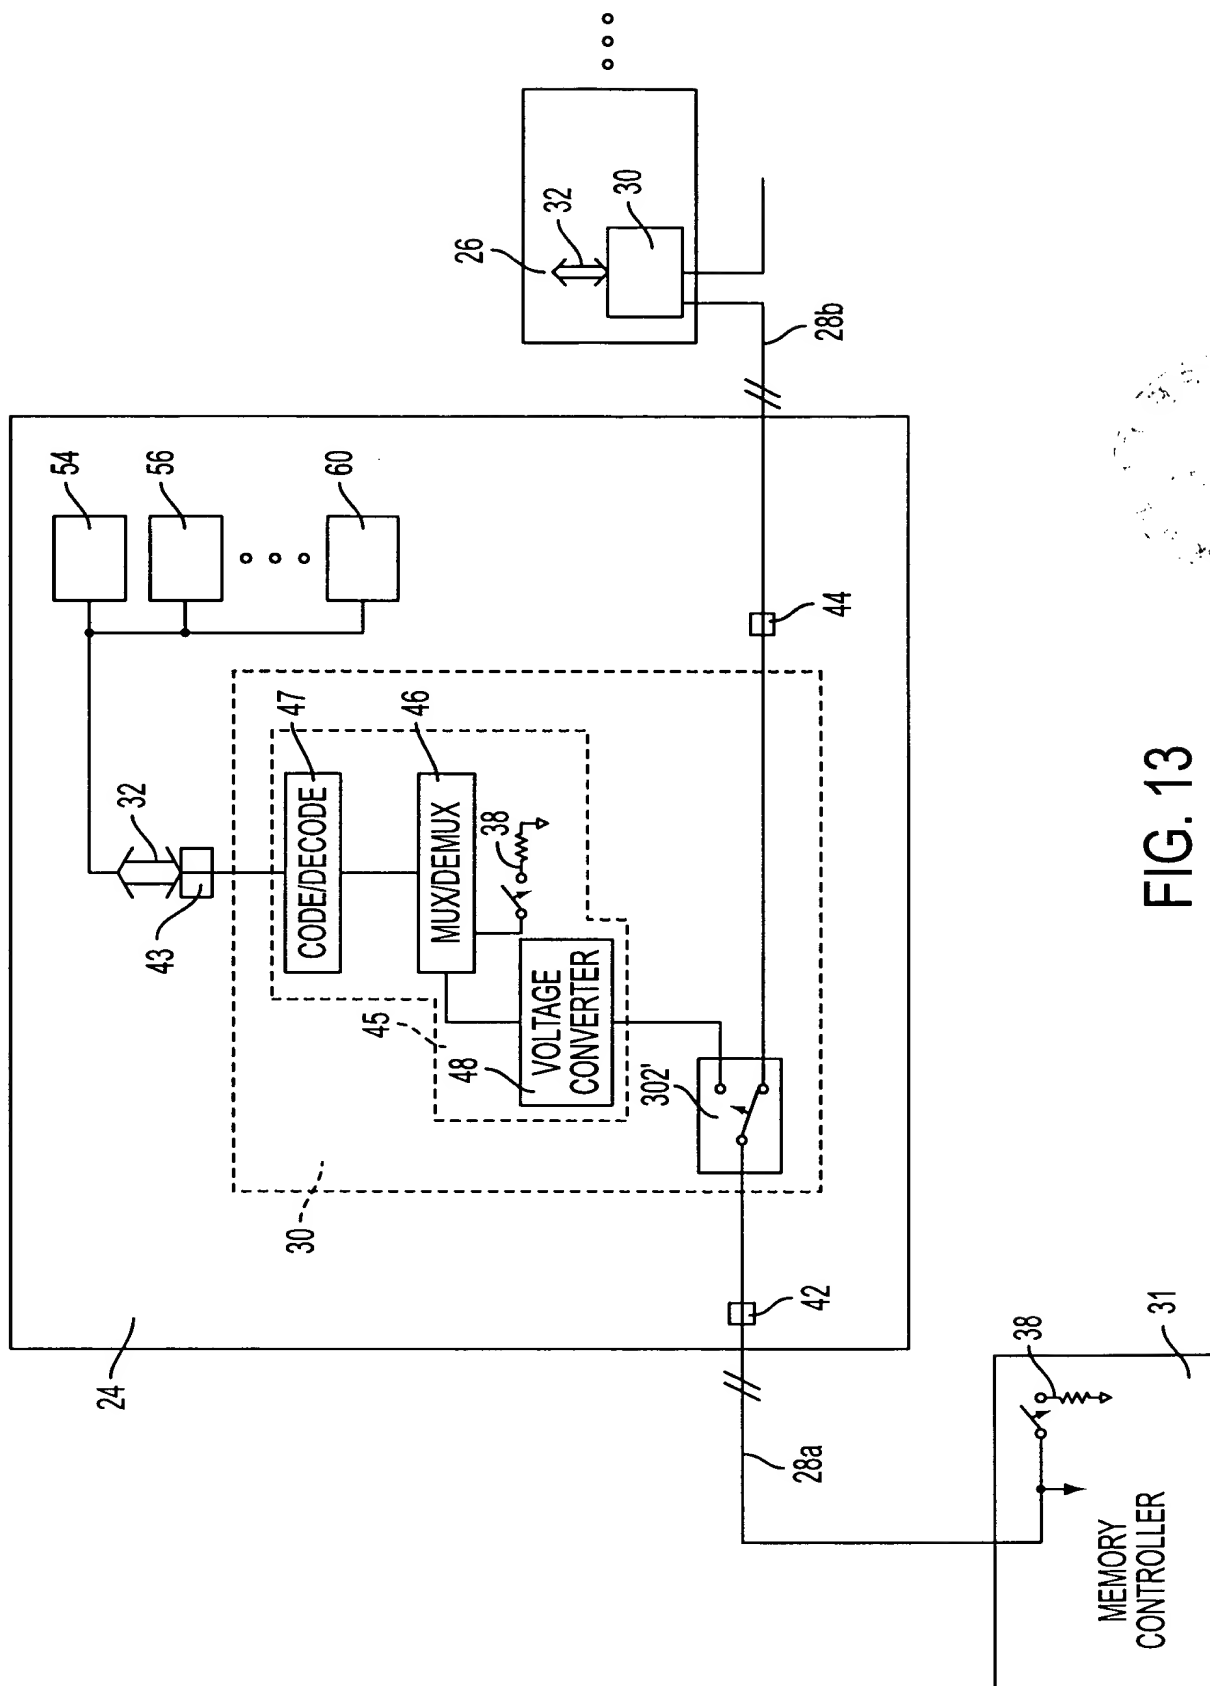 26
32
30
28b
54
56
60
32
43
47
CODE/DECODE
46
MUX/DEMUX
38
45
48
VOLTAGE
CONVERTER
302'
44
30
42
24
28a
38
31
MEMORY
CONTROLLER
FIG. 13